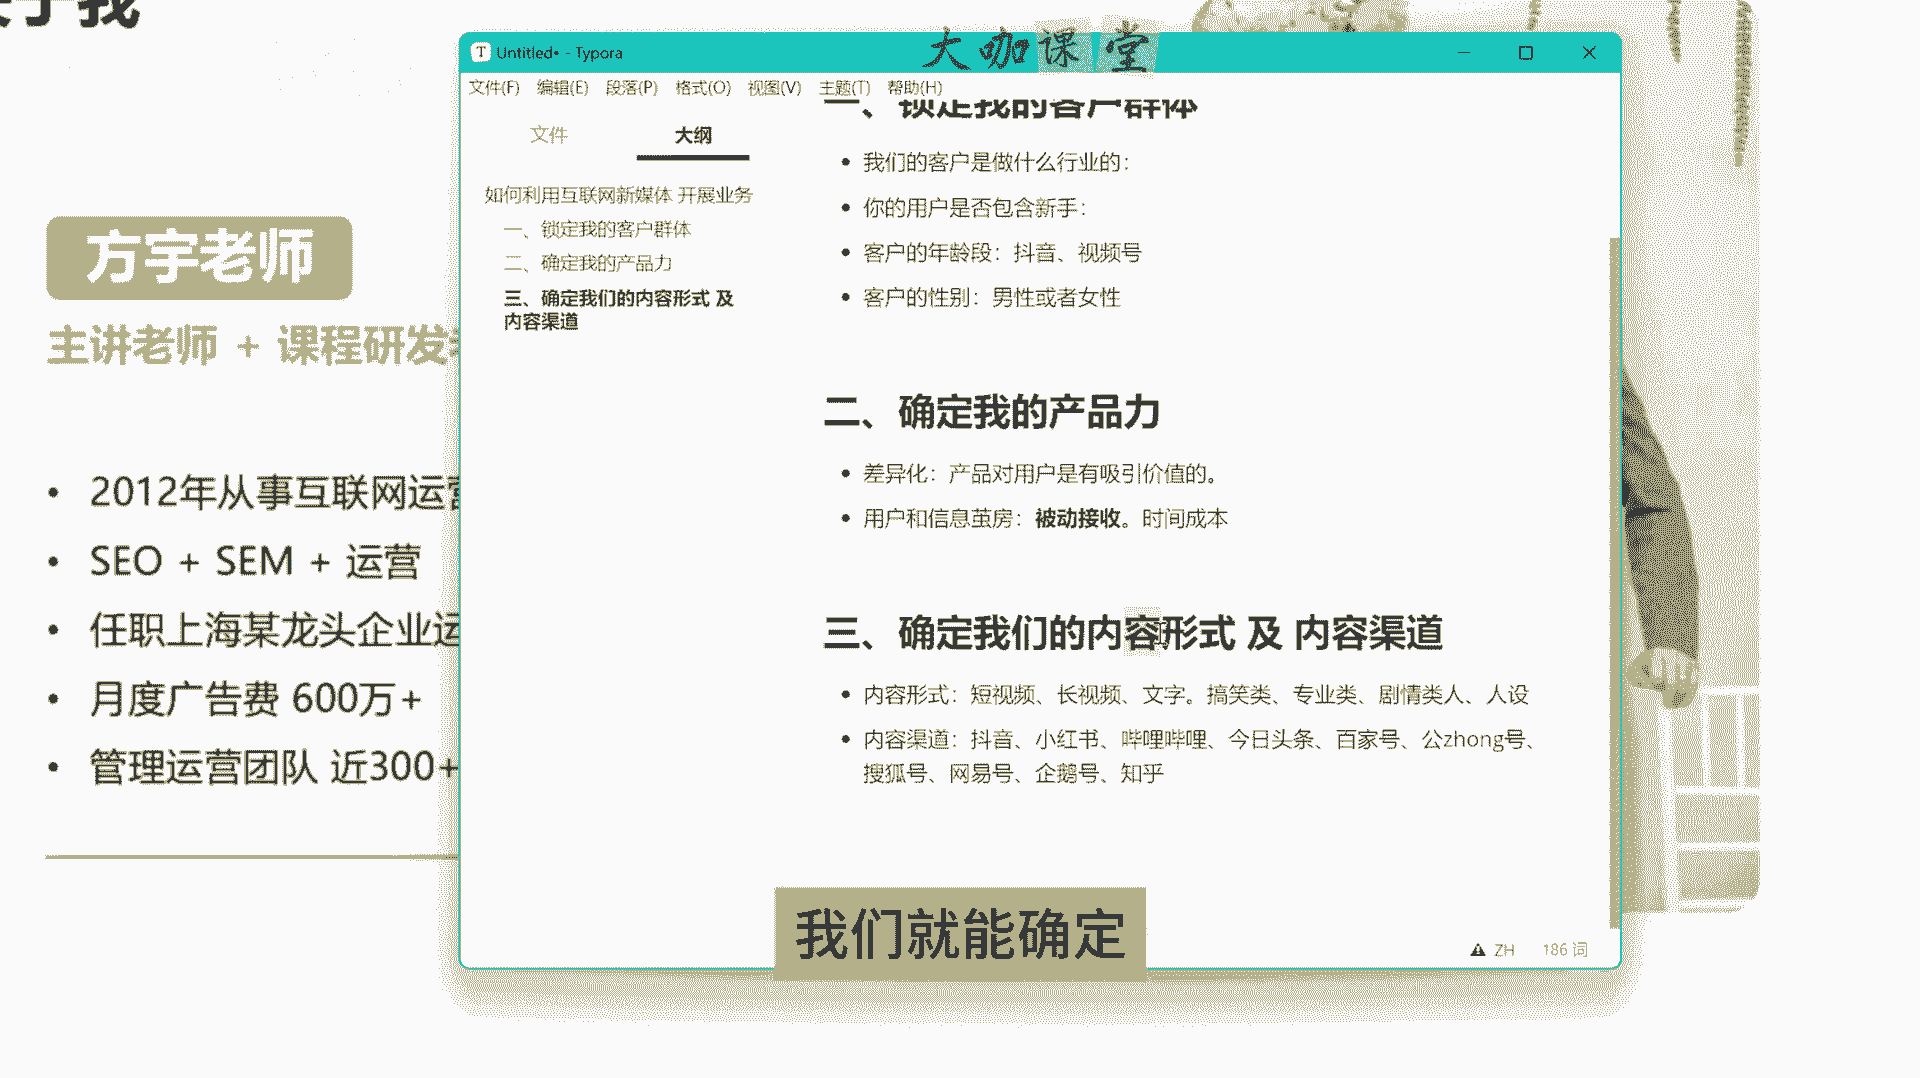 关于我
大咖课堂
Untitled• - Typora
文件(F) 编辑(E) 段落(P) 格式(O) 视图(V) 主题(T) 帮助(H)
文件 大纲
如何利用互联网新媒体 开展业务
一、锁定我的客户群体
二、确定我的产品力
三、确定我们的内容形式 及
内容渠道
方宇老师
主讲老师 + 课程研发
2012年从事互联网运营
SEO + SEM + 运营
任职上海某龙头企业运
月度广告费 600万+
管理运营团队 近300+
一、锁定我的客户群体
我们的客户是做什么行业的：
你的用户是否包含新手：
客户的年龄段：抖音、视频号
客户的性别：男性或者女性
二、确定我的产品力
差异化：产品对用户是有吸引价值的。
用户和信息茧房：被动接收。时间成本
三、确定我们的内容形式 及 内容渠道
内容形式：短视频、长视频、文字。搞笑类、专业类、剧情类人、人设
内容渠道：抖音、小红书、哔哩哔哩、今日头条、百家号、公zhong号、
搜狐号、网易号、企鹅号、知乎
我们就能确定
ZH 186 词